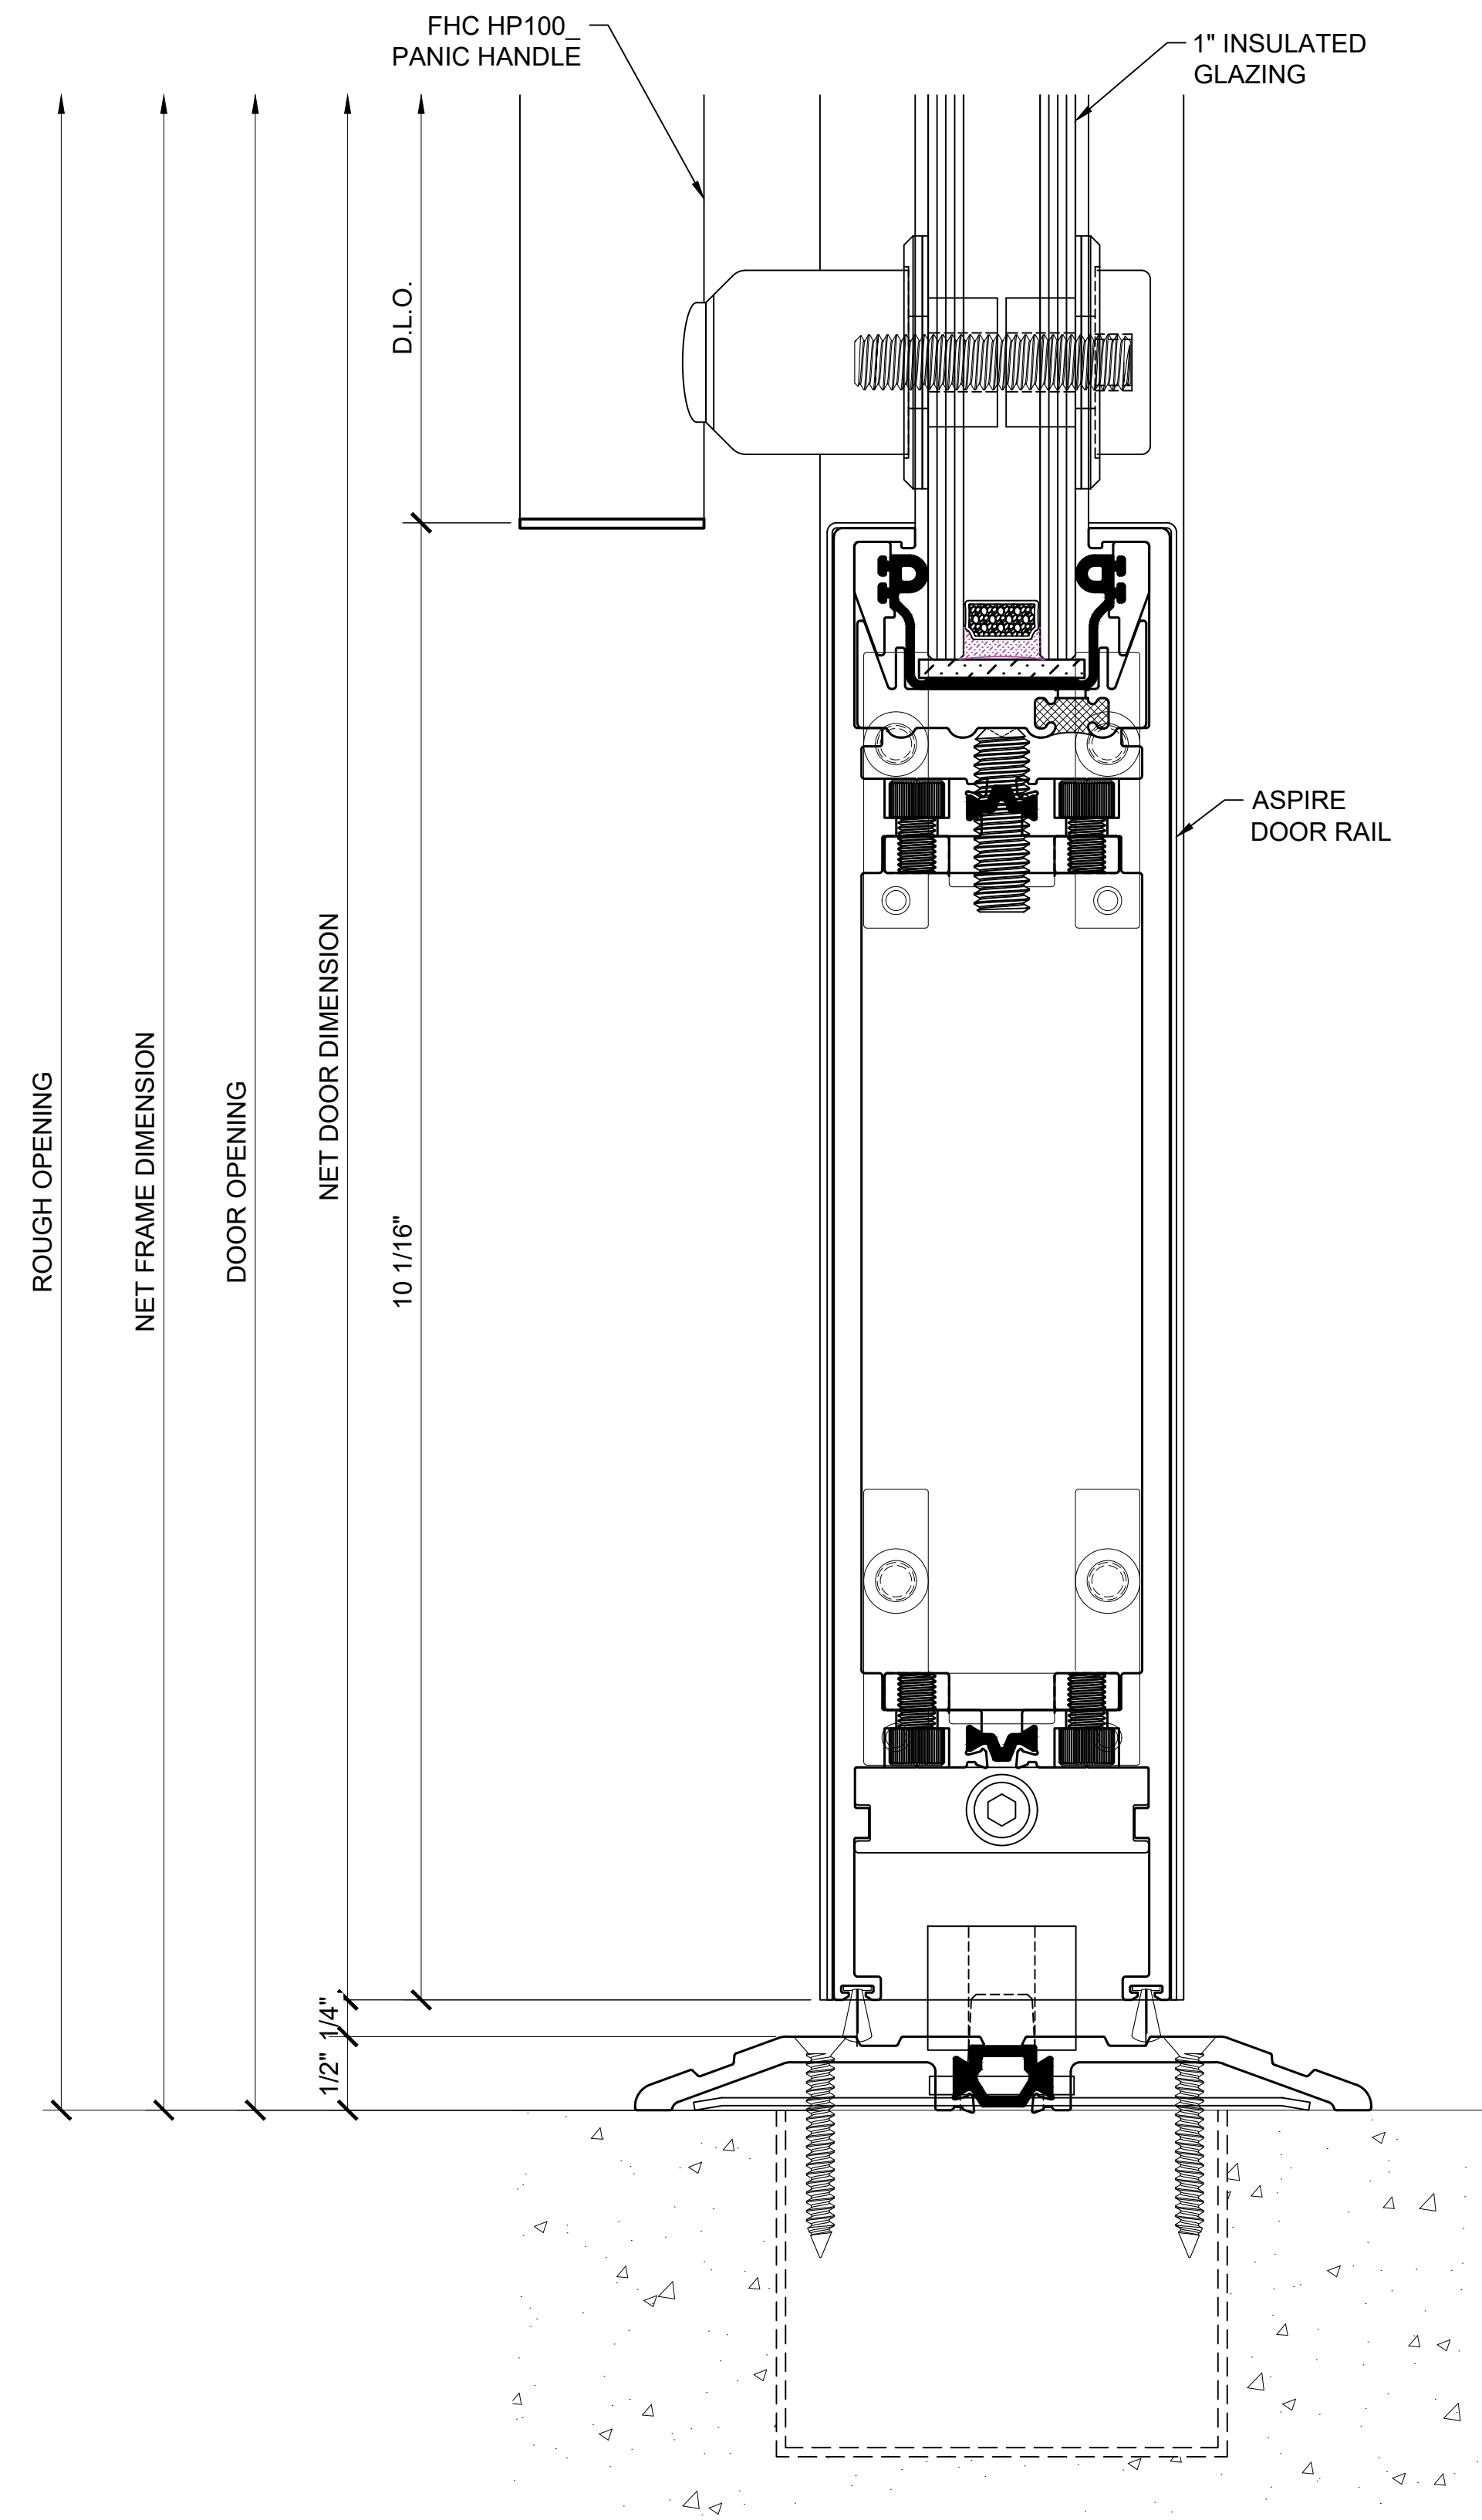 FHC HP100_
PANIC HANDLE
1" INSULATED
GLAZING
D.L.O.
ASPIRE
DOOR RAIL
ROUGH OPENING
NET FRAME DIMENSION
DOOR OPENING
NET DOOR DIMENSION
10 1/16"
1/4"
1/2"